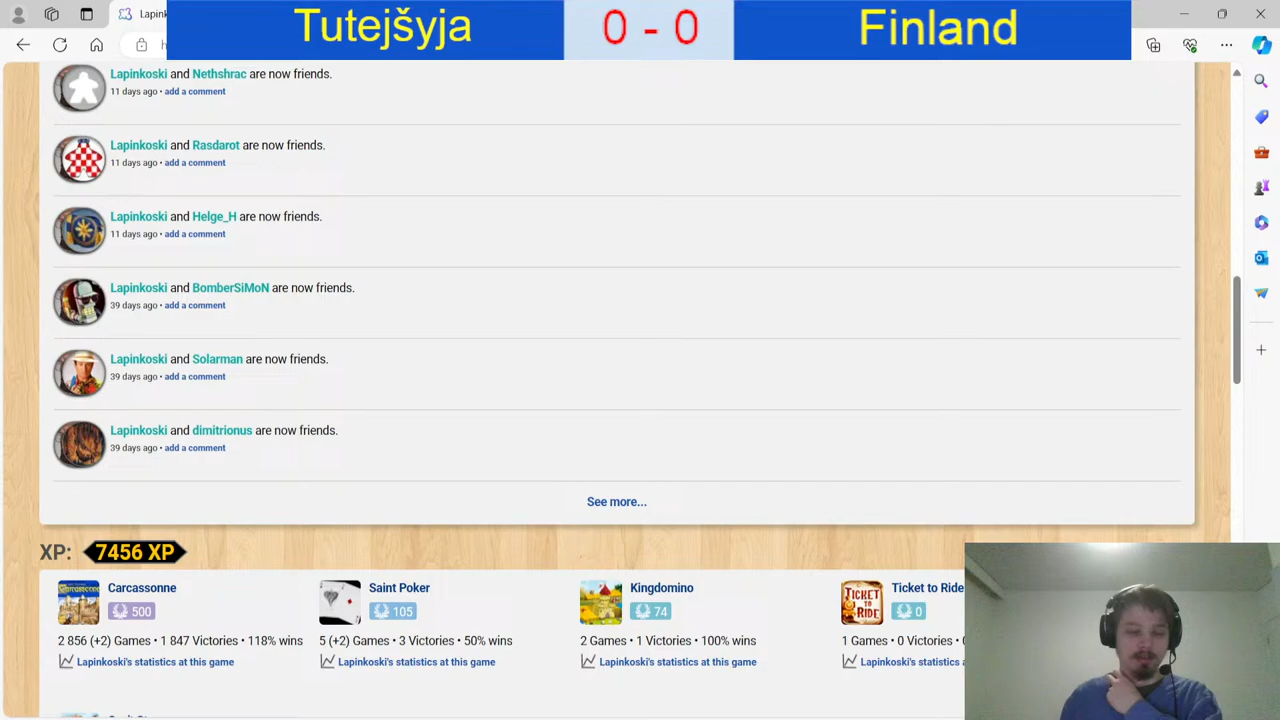 Tutejšyja 0 - 0 Finland
Lapink
h
Lapinkoski and Nethshrac are now friends.
11 days ago • add a comment
Lapinkoski and Rasdarot are now friends.
11 days ago • add a comment
Lapinkoski and Helge_H are now friends.
11 days ago • add a comment
Lapinkoski and BomberSiMoN are now friends.
39 days ago • add a comment
Lapinkoski and Solarman are now friends.
39 days ago • add a comment
Lapinkoski and dimitrionus are now friends.
39 days ago • add a comment
See more...
XP: 7456 XP
Carcassonne
500
2 856 (+2) Games • 1 847 Victories • 118% wins
Lapinkoski's statistics at this game
Saint Poker
105
5 (+2) Games • 3 Victories • 50% wins
Lapinkoski's statistics at this game
Kingdomino
74
2 Games • 1 Victories • 100% wins
Lapinkoski's statistics at this game
TICKET TO RIDE
Ticket to Ride
0
1 Games • 0 Victories •
Lapinkoski's statistics a